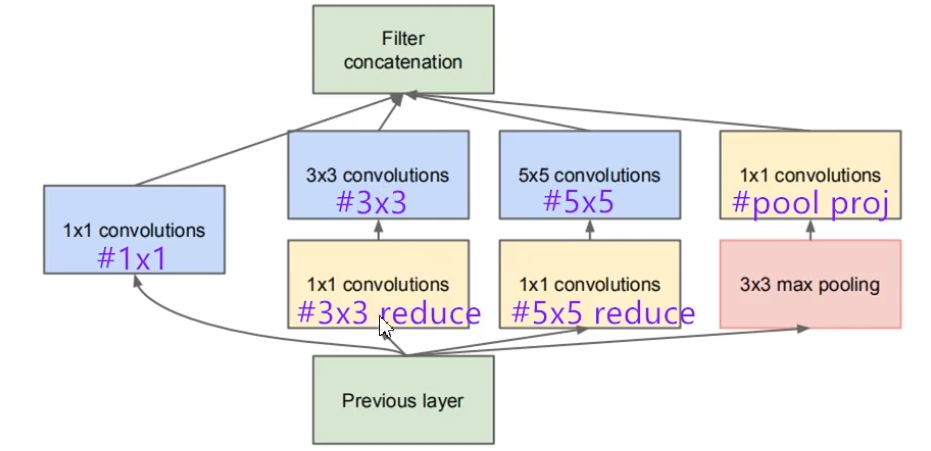 Filter
concatenation
3x3 convolutions
#3x3
5x5 convolutions
#5x5
1x1 convolutions
#pool proj
1x1 convolutions
#1x1
1x1 convolutions
#3x3 reduce
1x1 convolutions
#5x5 reduce
3x3 max pooling
Previous layer